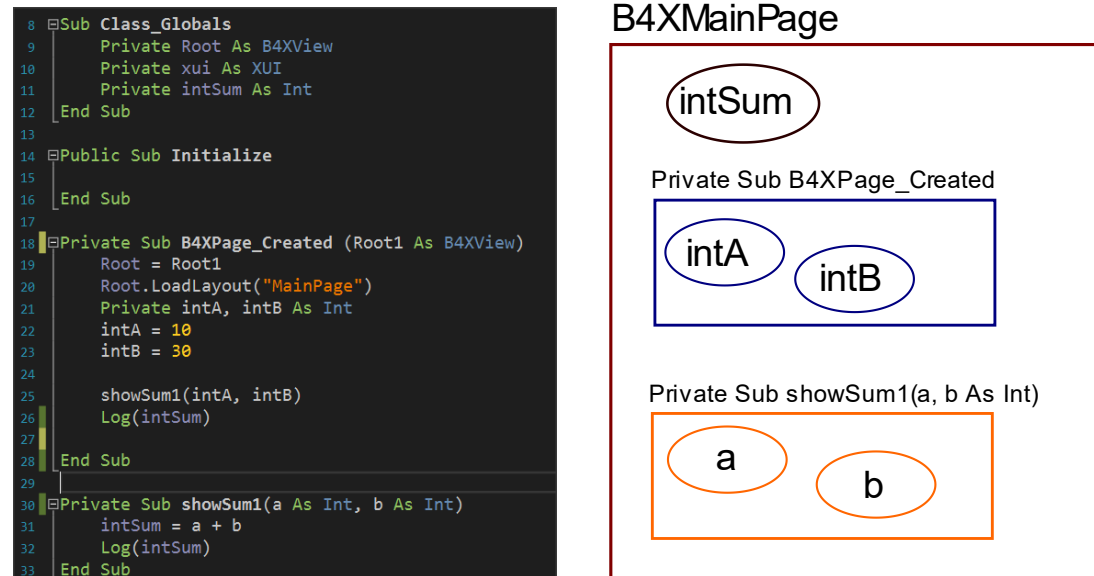 8 Sub Class_Globals
9 Private Root As B4XView
10 Private xui As XUI
11 Private intSum As Int
12 End Sub
13
14 Public Sub Initialize
15
16 End Sub
17
18 Private Sub B4XPage_Created (Root1 As B4XView)
19 Root = Root1
20 Root.LoadLayout("MainPage")
21 Private intA, intB As Int
22 intA = 10
23 intB = 30
24
25 showSum1(intA, intB)
26 Log(intSum)
27
28 End Sub
29
30 Private Sub showSum1(a As Int, b As Int)
31 intSum = a + b
32 Log(intSum)
33 End Sub
B4XMainPage
intSum
Private Sub B4XPage_Created
intA
intB
Private Sub showSum1(a, b As Int)
a
b